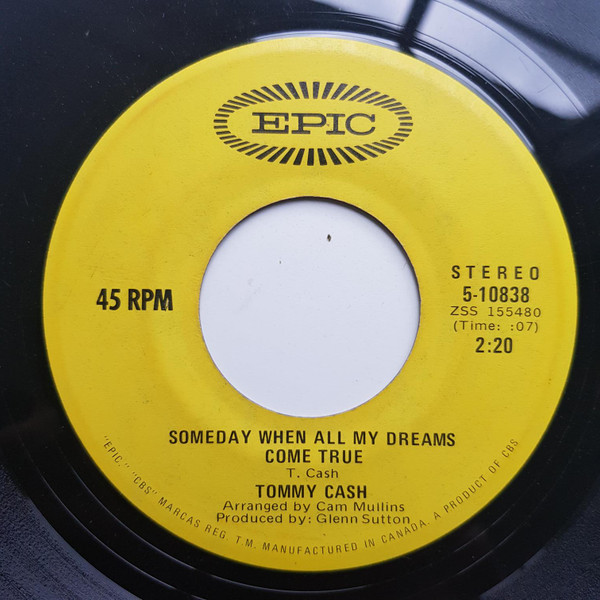 EPIC
45 RPM
STEREO
5-10838
ZSS 155480
(Time: :07)
2:20
SOMEDAY WHEN ALL MY DREAMS
COME TRUE
T. Cash
TOMMY CASH
Arranged by Cam Mullins
Produced by: Glenn Sutton
"EPIC," "CBS" MARCAS REG. T.M. MANUFACTURED IN CANADA. A PRODUCT OF CBS